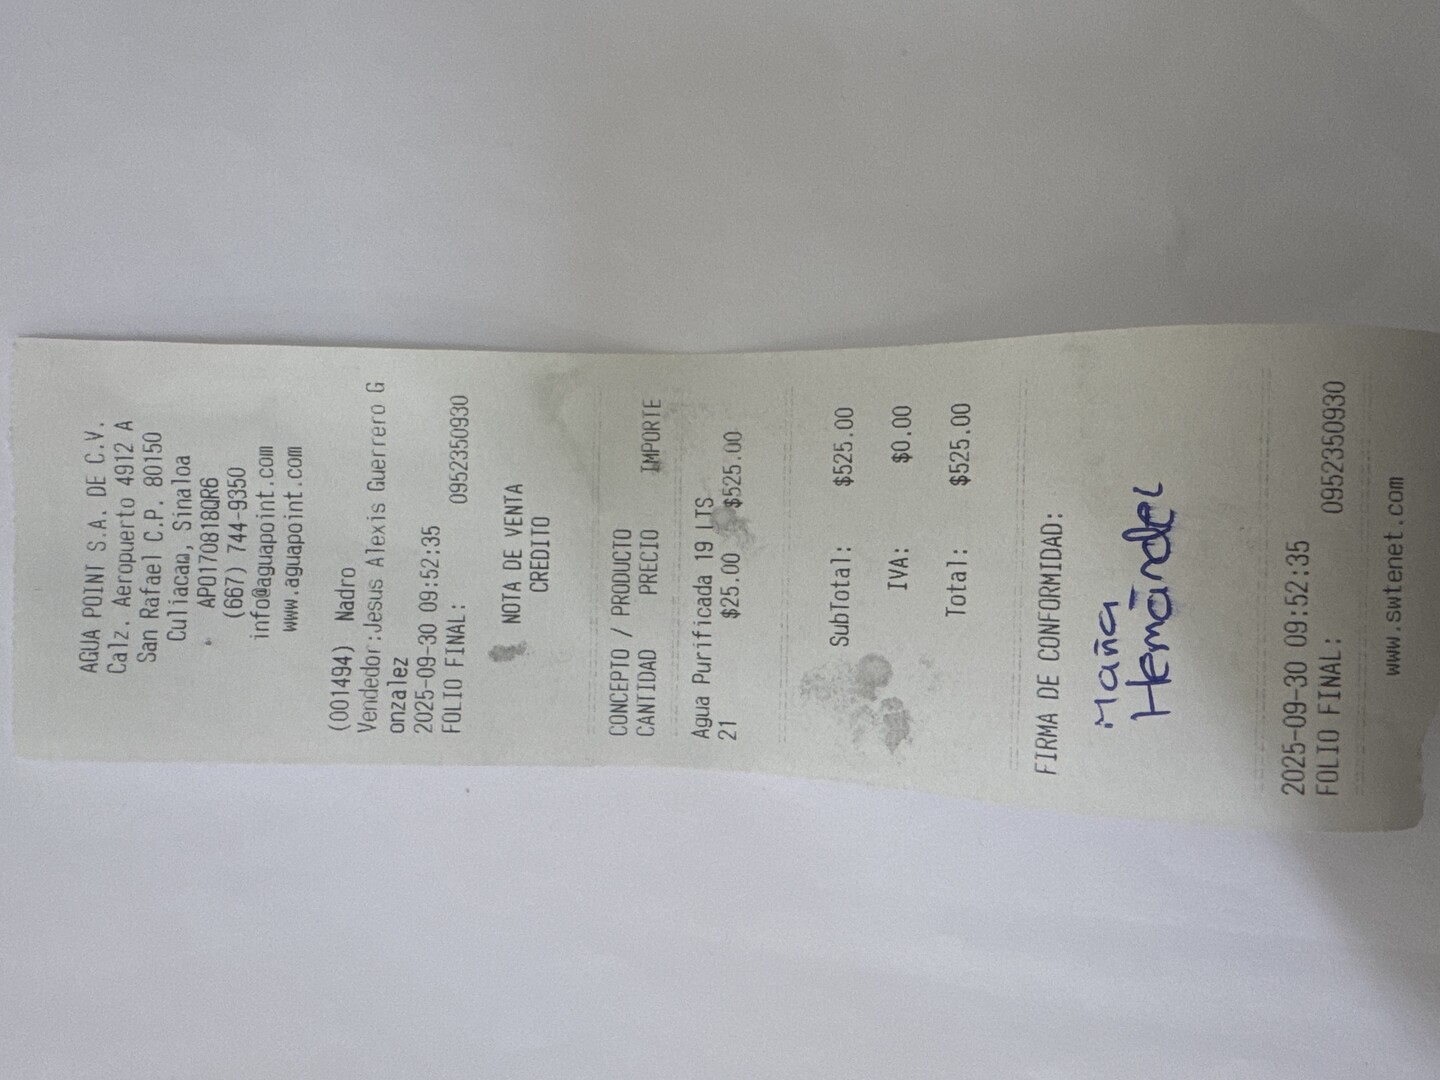 AGUA POINT S.A. DE C.V.
Calz. Aeropuerto 4912 A
San Rafael C.P. 80150
Culiacan, Sinaloa
APO170818QR6
(667) 744-9350
info@aguapoint.com
www.aguapoint.com
(001494) Nadro
Vendedor:Jesus Alexis Guerrero G
onzalez
2025-09-30 09:52:35
FOLIO FINAL: 0952350930
NOTA DE VENTA
CREDITO
CONCEPTO / PRODUCTO
CANTIDAD PRECIO IMPORTE
Agua Purificada 19 LTS
21 $25.00 $525.00
SubTotal: $525.00
IVA: $0.00
Total: $525.00
FIRMA DE CONFORMIDAD:
Maña
Hernández
2025-09-30 09:52:35
FOLIO FINAL: 0952350930
www.swtenet.com